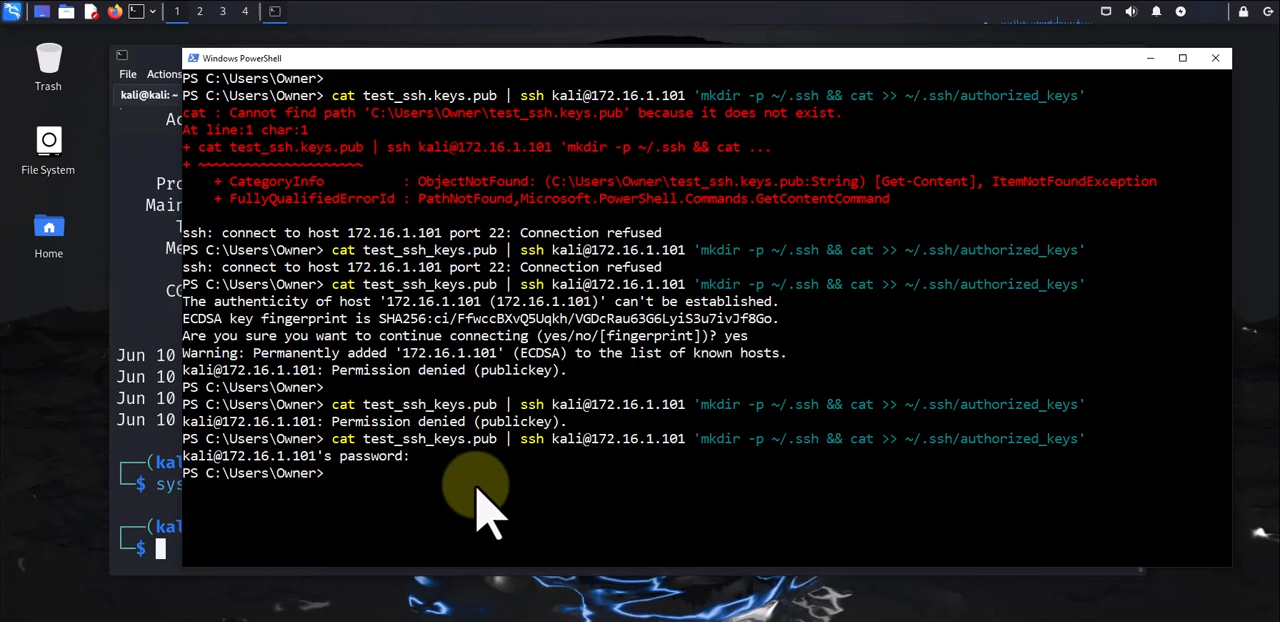 1 2 3 4
Trash
File System
Home
File Actions
kali@kali: ~
Ac
Pro
Main
T
Me
CG
Jun 10
Jun 10
Jun 10
Jun 10
(kal
$ sys
(kal
$
Windows PowerShell
PS C:\Users\Owner>
PS C:\Users\Owner> cat test_ssh.keys.pub | ssh kali@172.16.1.101 'mkdir -p ~/.ssh && cat >> ~/.ssh/authorized_keys'
cat : Cannot find path 'C:\Users\Owner\test_ssh.keys.pub' because it does not exist.
At line:1 char:1
+ cat test_ssh.keys.pub | ssh kali@172.16.1.101 'mkdir -p ~/.ssh && cat ...
+ ~~~~~~~~~~~~~~~~~~~~~
+ CategoryInfo : ObjectNotFound: (C:\Users\Owner\test_ssh.keys.pub:String) [Get-Content], ItemNotFoundException
+ FullyQualifiedErrorId : PathNotFound,Microsoft.PowerShell.Commands.GetContentCommand
ssh: connect to host 172.16.1.101 port 22: Connection refused
PS C:\Users\Owner> cat test_ssh_keys.pub | ssh kali@172.16.1.101 'mkdir -p ~/.ssh && cat >> ~/.ssh/authorized_keys'
ssh: connect to host 172.16.1.101 port 22: Connection refused
PS C:\Users\Owner> cat test_ssh_keys.pub | ssh kali@172.16.1.101 'mkdir -p ~/.ssh && cat >> ~/.ssh/authorized_keys'
The authenticity of host '172.16.1.101 (172.16.1.101)' can't be established.
ECDSA key fingerprint is SHA256:ci/FfwccBXvQ5Uqkh/VGDcRau63G6LyiS3u7ivJf8Go.
Are you sure you want to continue connecting (yes/no/[fingerprint])? yes
Warning: Permanently added '172.16.1.101' (ECDSA) to the list of known hosts.
kali@172.16.1.101: Permission denied (publickey).
PS C:\Users\Owner>
PS C:\Users\Owner> cat test_ssh_keys.pub | ssh kali@172.16.1.101 'mkdir -p ~/.ssh && cat >> ~/.ssh/authorized_keys'
kali@172.16.1.101: Permission denied (publickey).
PS C:\Users\Owner> cat test_ssh_keys.pub | ssh kali@172.16.1.101 'mkdir -p ~/.ssh && cat >> ~/.ssh/authorized_keys'
kali@172.16.1.101's password:
PS C:\Users\Owner>